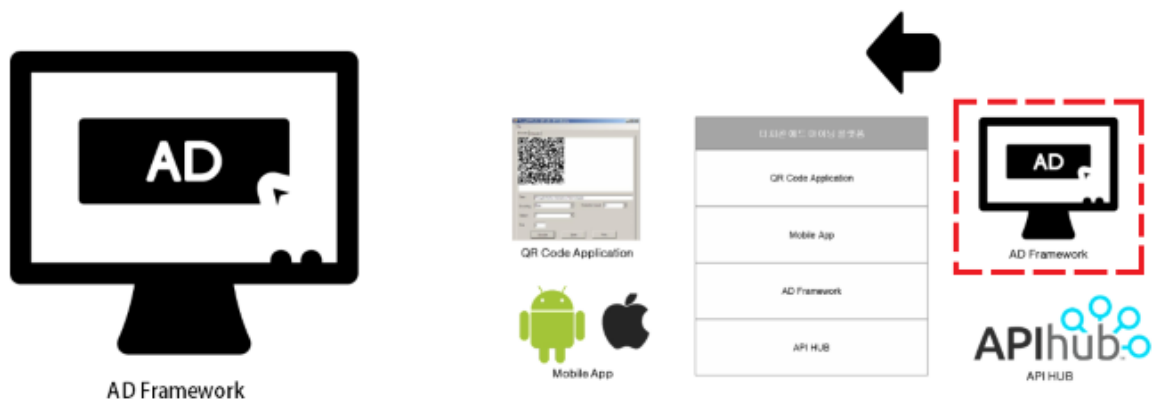 AD
AD Framework
QR Code Application
Mobile App
QR Code Application
Mobile App
AD Framework
API HUB
AD
AD Framework
APIhub
API HUB